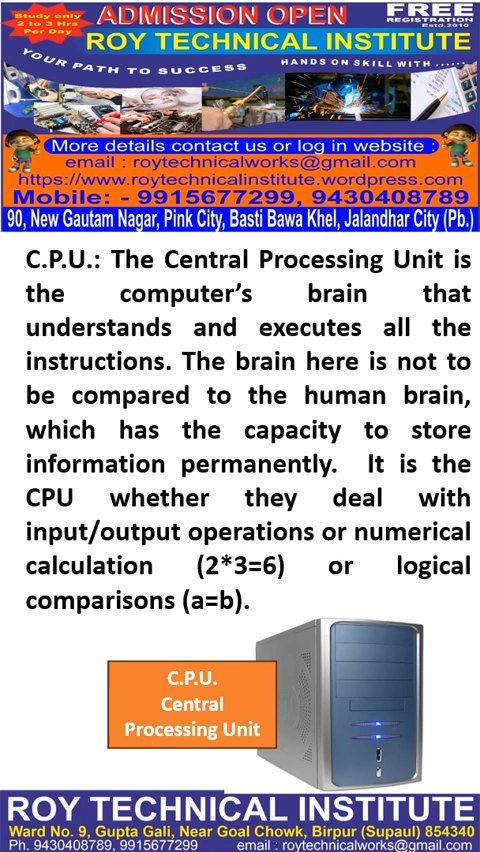 Study only
2 to 3 Hrs
Per Day
ADMISSION OPEN
FREE
REGISTRATION
Estd.2010
ROY TECHNICAL INSTITUTE
YOUR PATH TO SUCCESS
HANDS ON SKILL WITH ......
More details contact us or log in website :
email : roytechnicalworks@gmail.com
https://www.roytechnicalinstitute.wordpress.com
Mobile: - 9915677299, 9430408789
90, New Gautam Nagar, Pink City, Basti Bawa Khel, Jalandhar City (Pb.)
C.P.U.: The Central Processing Unit is
the computer’s brain that
understands and executes all the
instructions. The brain here is not to
be compared to the human brain,
which has the capacity to store
information permanently. It is the
CPU whether they deal with
input/output operations or numerical
calculation (2*3=6) or logical
comparisons (a=b).
C.P.U.
Central
Processing Unit
ROY TECHNICAL INSTITUTE
Ward No. 9, Gupta Gali, Near Goal Chowk, Birpur (Supaul) 854340
Ph. 9430408789, 9915677299 email : roytechnicalworks@gmail.com